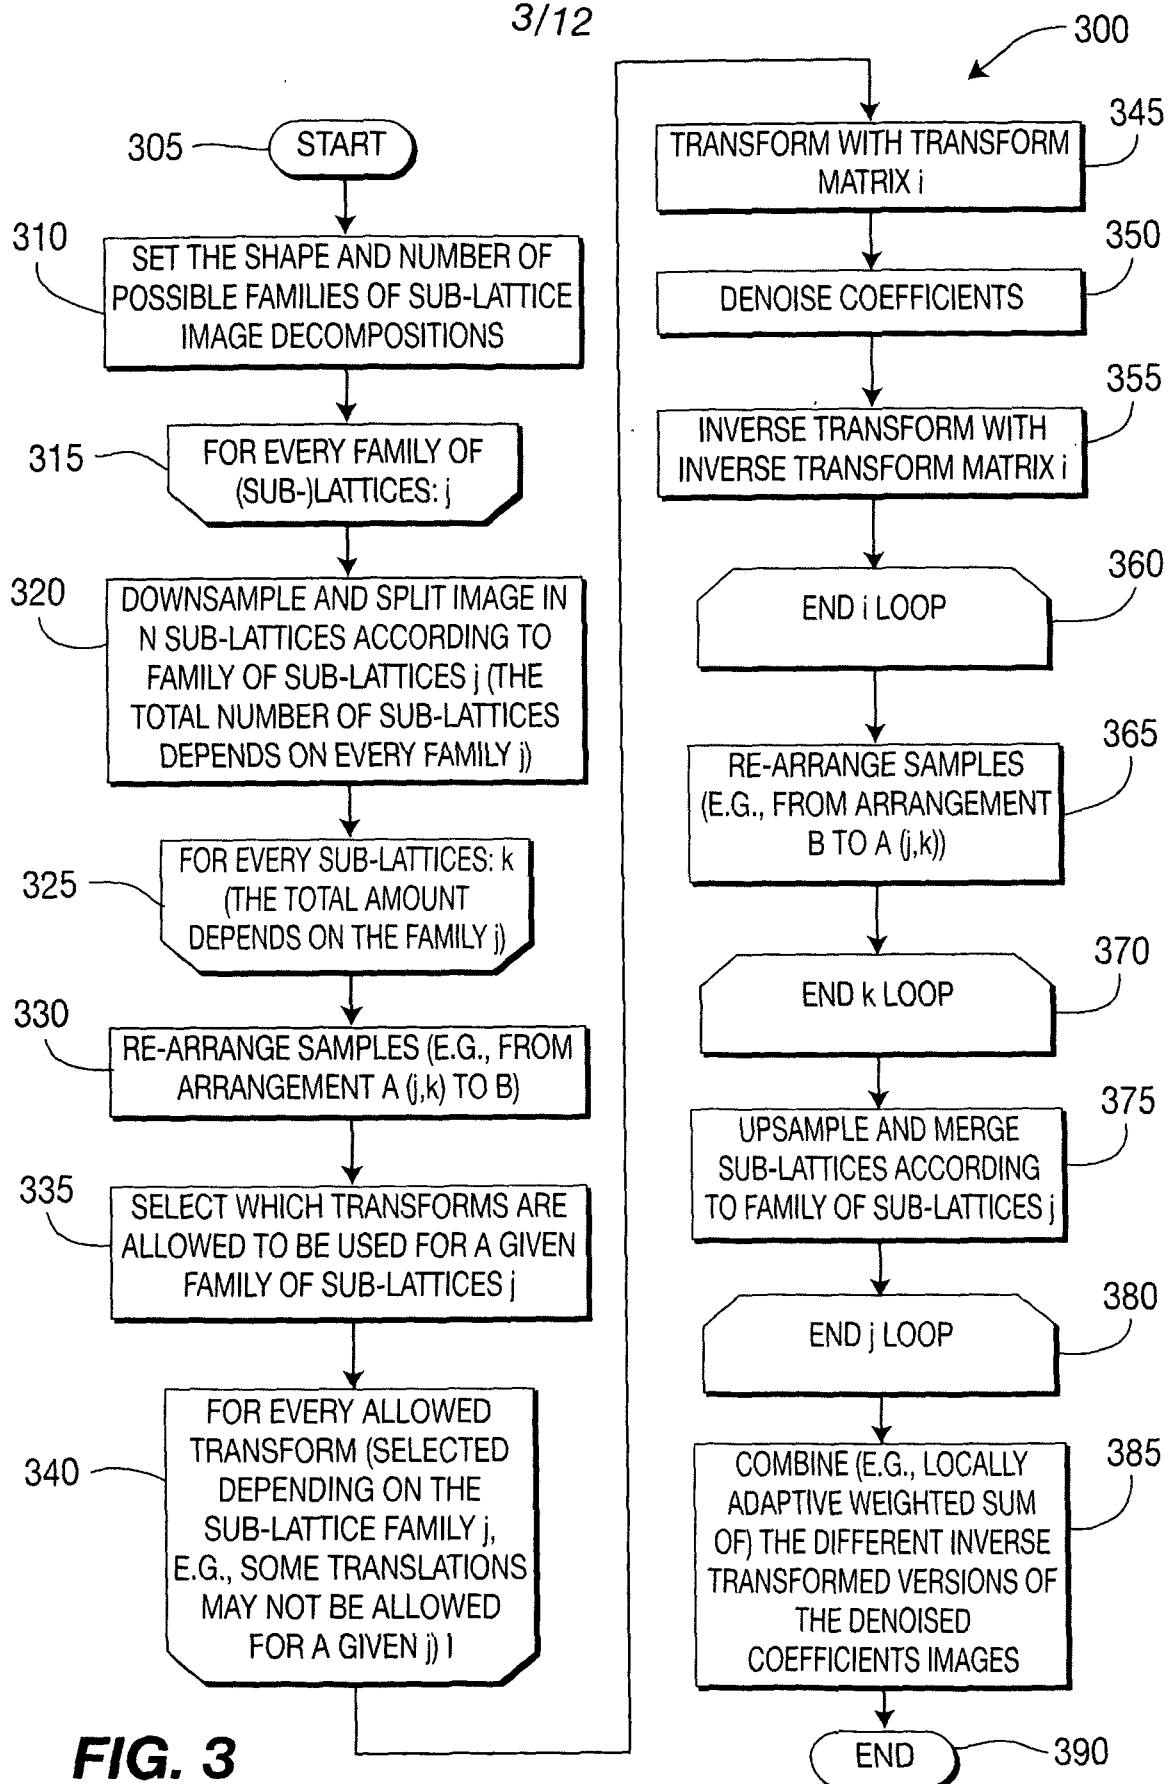 3/12
300
305
START
310
SET THE SHAPE AND NUMBER OF
POSSIBLE FAMILIES OF SUB-LATTICE
IMAGE DECOMPOSITIONS
315
FOR EVERY FAMILY OF
(SUB-)LATTICES: j
320
DOWNSAMPLE AND SPLIT IMAGE IN
N SUB-LATTICES ACCORDING TO
FAMILY OF SUB-LATTICES j (THE
TOTAL NUMBER OF SUB-LATTICES
DEPENDS ON EVERY FAMILY j)
325
FOR EVERY SUB-LATTICES: k
(THE TOTAL AMOUNT
DEPENDS ON THE FAMILY j)
330
RE-ARRANGE SAMPLES (E.G., FROM
ARRANGEMENT A (j,k) TO B)
335
SELECT WHICH TRANSFORMS ARE
ALLOWED TO BE USED FOR A GIVEN
FAMILY OF SUB-LATTICES j
340
FOR EVERY ALLOWED
TRANSFORM (SELECTED
DEPENDING ON THE
SUB-LATTICE FAMILY j,
E.G., SOME TRANSLATIONS
MAY NOT BE ALLOWED
FOR A GIVEN j) I
345
TRANSFORM WITH TRANSFORM
MATRIX i
350
DENOISE COEFFICIENTS
355
INVERSE TRANSFORM WITH
INVERSE TRANSFORM MATRIX i
360
END i LOOP
365
RE-ARRANGE SAMPLES
(E.G., FROM ARRANGEMENT
B TO A (j,k))
370
END k LOOP
375
UPSAMPLE AND MERGE
SUB-LATTICES ACCORDING
TO FAMILY OF SUB-LATTICES j
380
END j LOOP
385
COMBINE (E.G., LOCALLY
ADAPTIVE WEIGHTED SUM
OF) THE DIFFERENT INVERSE
TRANSFORMED VERSIONS OF
THE DENOISED
COEFFICIENTS IMAGES
END
390
FIG. 3